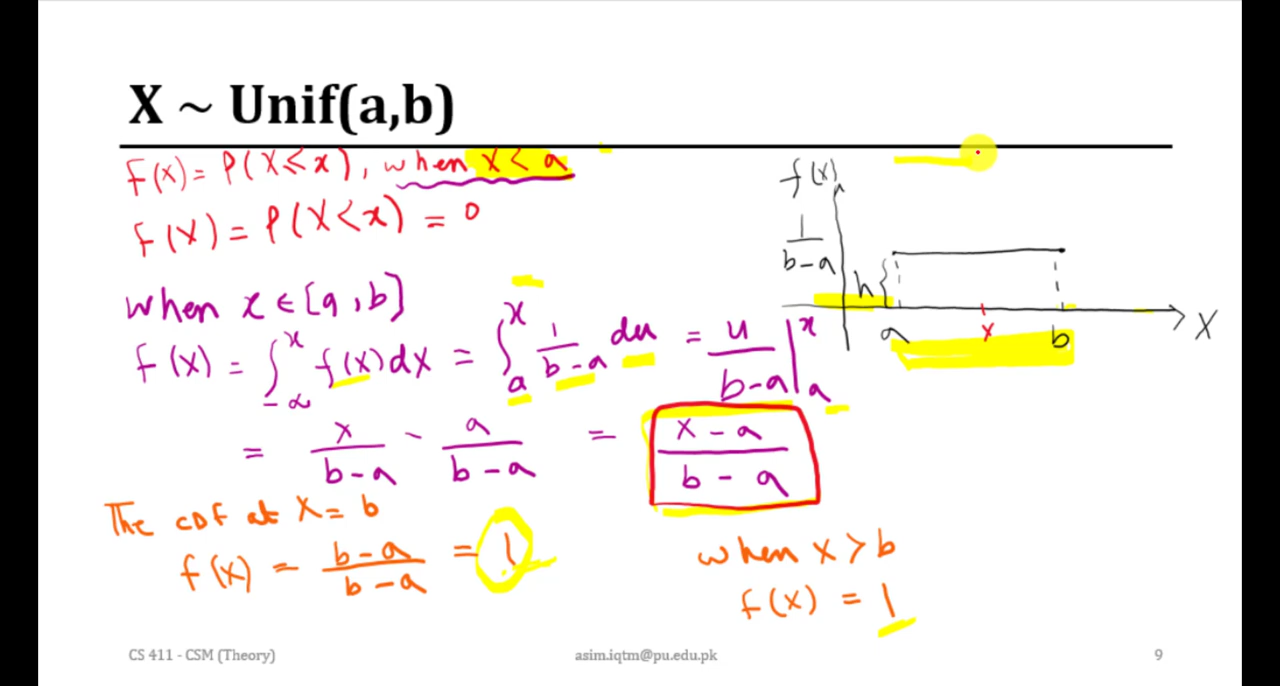 X ~ Unif(a,b)
F(x) = P(X ≤ x), when x < a
F(x) = P(X < x) = 0
when x ∈ [a, b]
F(x) = ∫_{-∞}^{x} f(x)dx = ∫_{a}^{x} 1/(b-a) du = u/(b-a) |_{a}^{x}
= x/(b-a) - a/(b-a) = (x-a)/(b-a)
The CDF at X = b
F(x) = (b-a)/(b-a) = 1
when x > b
F(x) = 1
f(x)
1/(b-a)
h
a x b X
CS 411 - CSM (Theory) asim.iqtm@pu.edu.pk 9